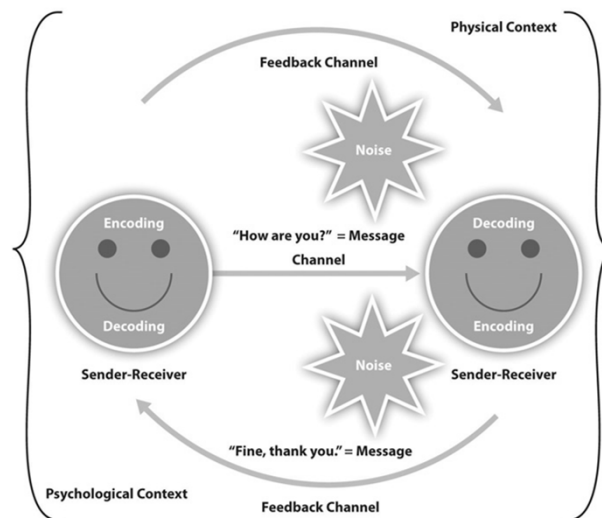 Physical Context
Feedback Channel
Noise
Encoding
Decoding
“How are you?” = Message
Channel
Decoding
Encoding
Sender-Receiver
Noise
Sender-Receiver
“Fine, thank you.” = Message
Psychological Context
Feedback Channel